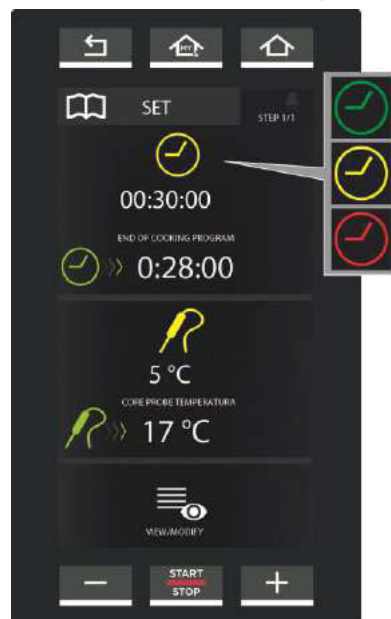 MY
SET
STEP 1/1
00:30:00
END OF COOKING PROGRAM
0:28:00
5 °C
CORE PROBE TEMPERATURA
17 °C
VIEW/MODIFY
START
STOP